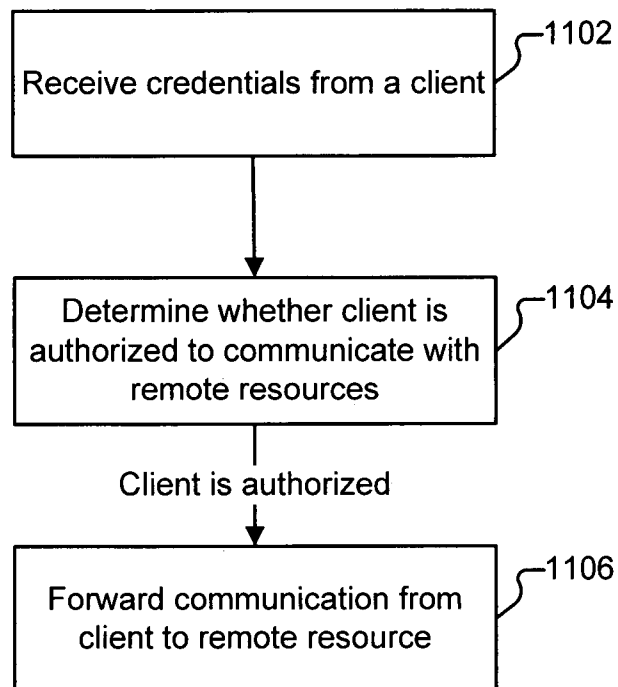 1102
Receive credentials from a client
1104
Determine whether client is
authorized to communicate with
remote resources
Client is authorized
1106
Forward communication from
client to remote resource